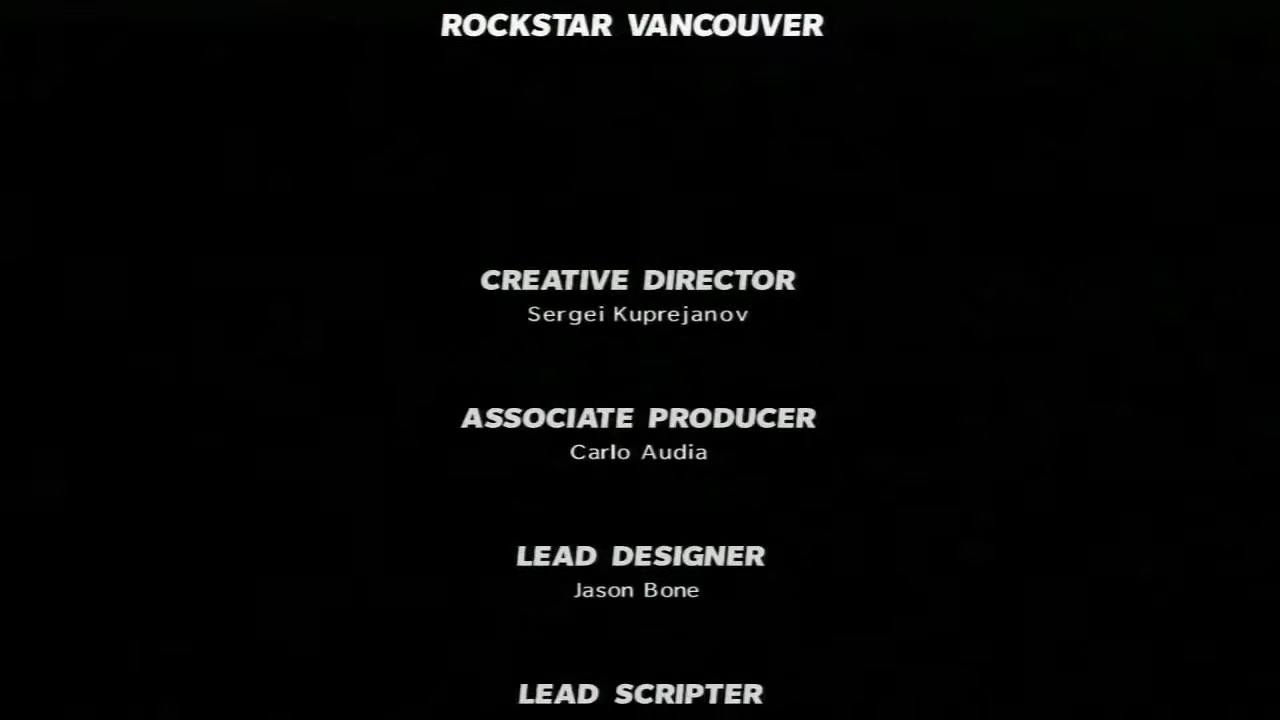 ROCKSTAR VANCOUVER
CREATIVE DIRECTOR
Sergei Kuprejanov
ASSOCIATE PRODUCER
Carlo Audia
LEAD DESIGNER
Jason Bone
LEAD SCRIPTER